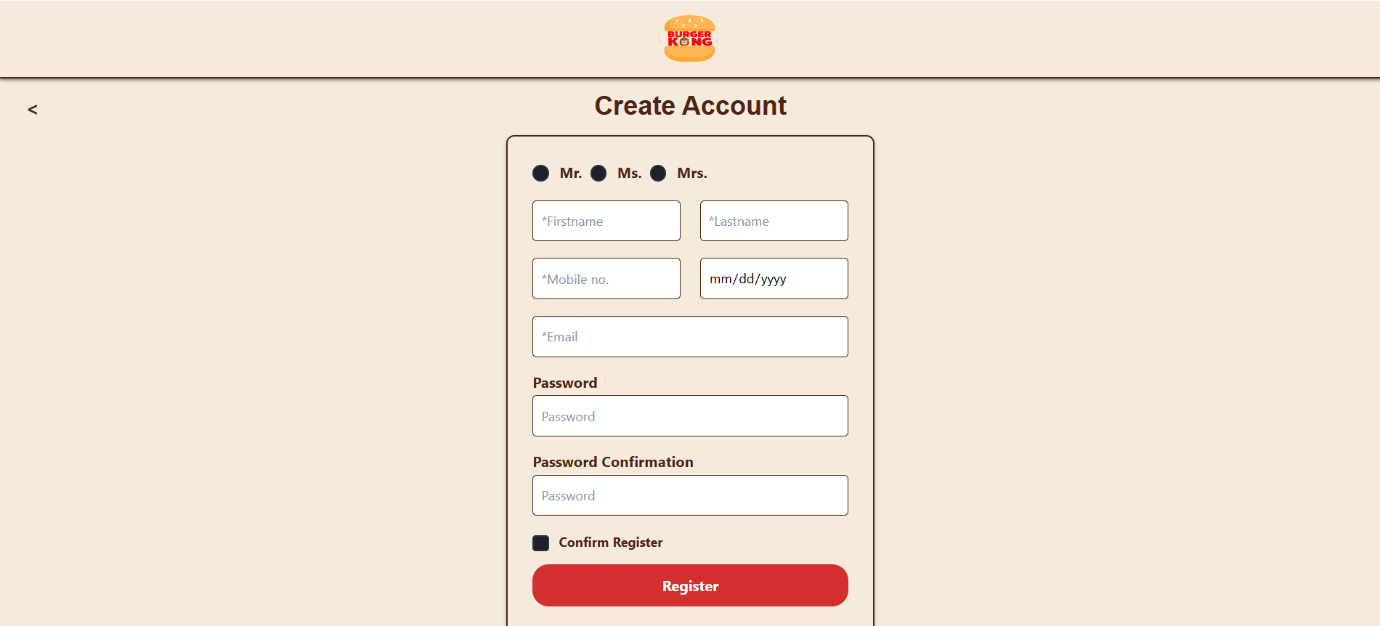 BURGER
KONG
<
Create Account
Mr. Ms. Mrs.
*Firstname *Lastname
*Mobile no. mm/dd/yyyy
*Email
Password
Password
Password Confirmation
Password
Confirm Register
Register